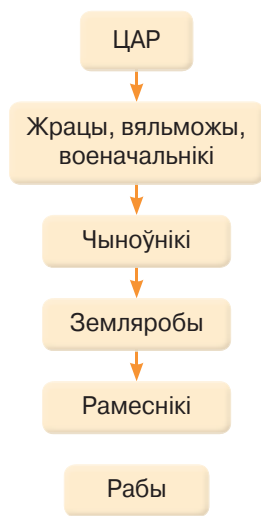 ЦАР
Жрацы, вяльможы,
военачальнікі
Чыноўнікі
Земляробы
Рамеснікі
Рабы